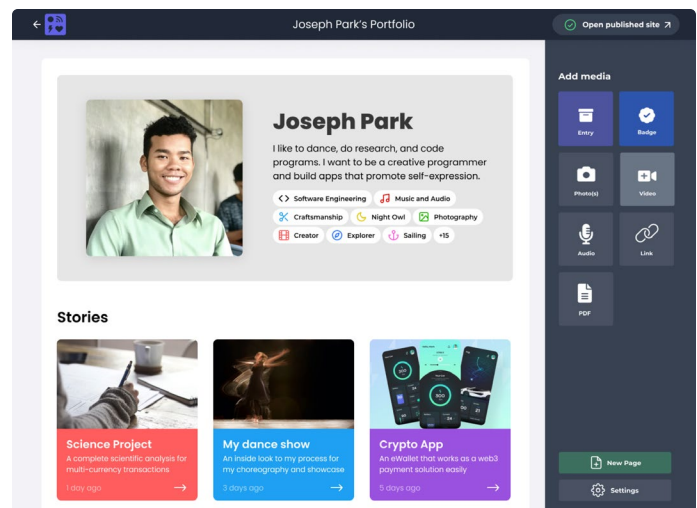 Joseph Park's Portfolio
Open published site
Joseph Park
I like to dance, do research, and code
programs. I want to be a creative programmer
and build apps that promote self-expression.
Software Engineering Music and Audio
Craftsmanship Night Owl Photography
Creator Explorer Sailing +15
Stories
Science Project
A complete scientific analysis for
multi-currency transactions
1 day ago
My dance show
An inside look to my process for
my choreography and showcase
3 days ago
Crypto App
An eWallet that works as a web3
payment solution easily
5 days ago
Add media
Entry
Badge
Photo(s)
Video
Audio
Link
PDF
New Page
Settings